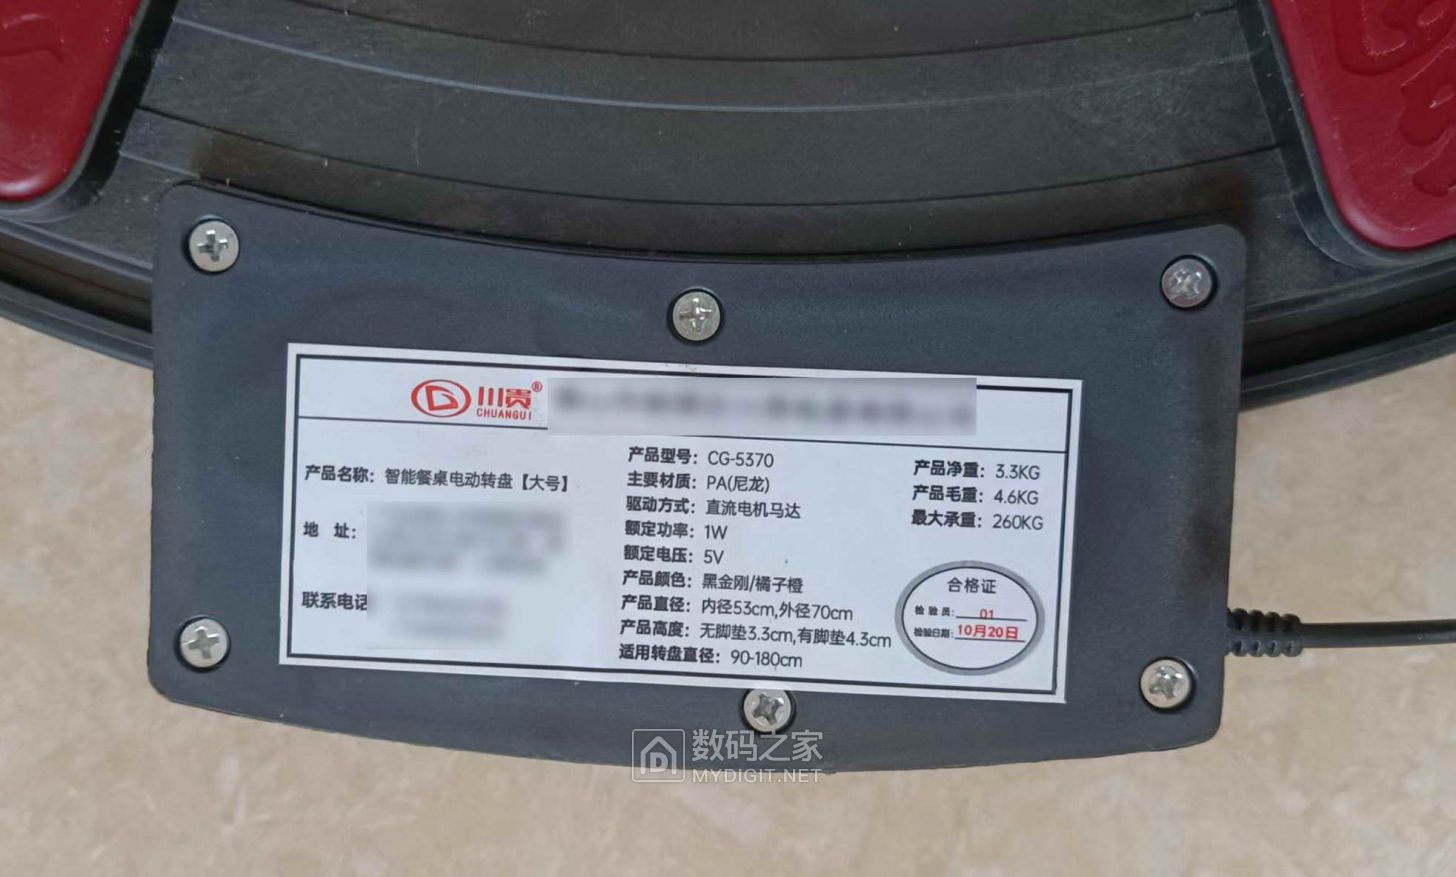 川贵®
CHUANGUI
产品名称：智能餐桌电动转盘【大号】
地 址：
联系电话
产品型号：CG-5370
主要材质：PA(尼龙)
驱动方式：直流电机马达
额定功率：1W
额定电压：5V
产品颜色：黑金刚/橘子橙
产品直径：内径53cm,外径70cm
产品高度：无脚垫3.3cm,有脚垫4.3cm
适用转盘直径：90-180cm
产品净重：3.3KG
产品毛重：4.6KG
最大承重：260KG
合格证
检验员：01
检验日期：10月20日
数码之家
MYDIGIT.NET